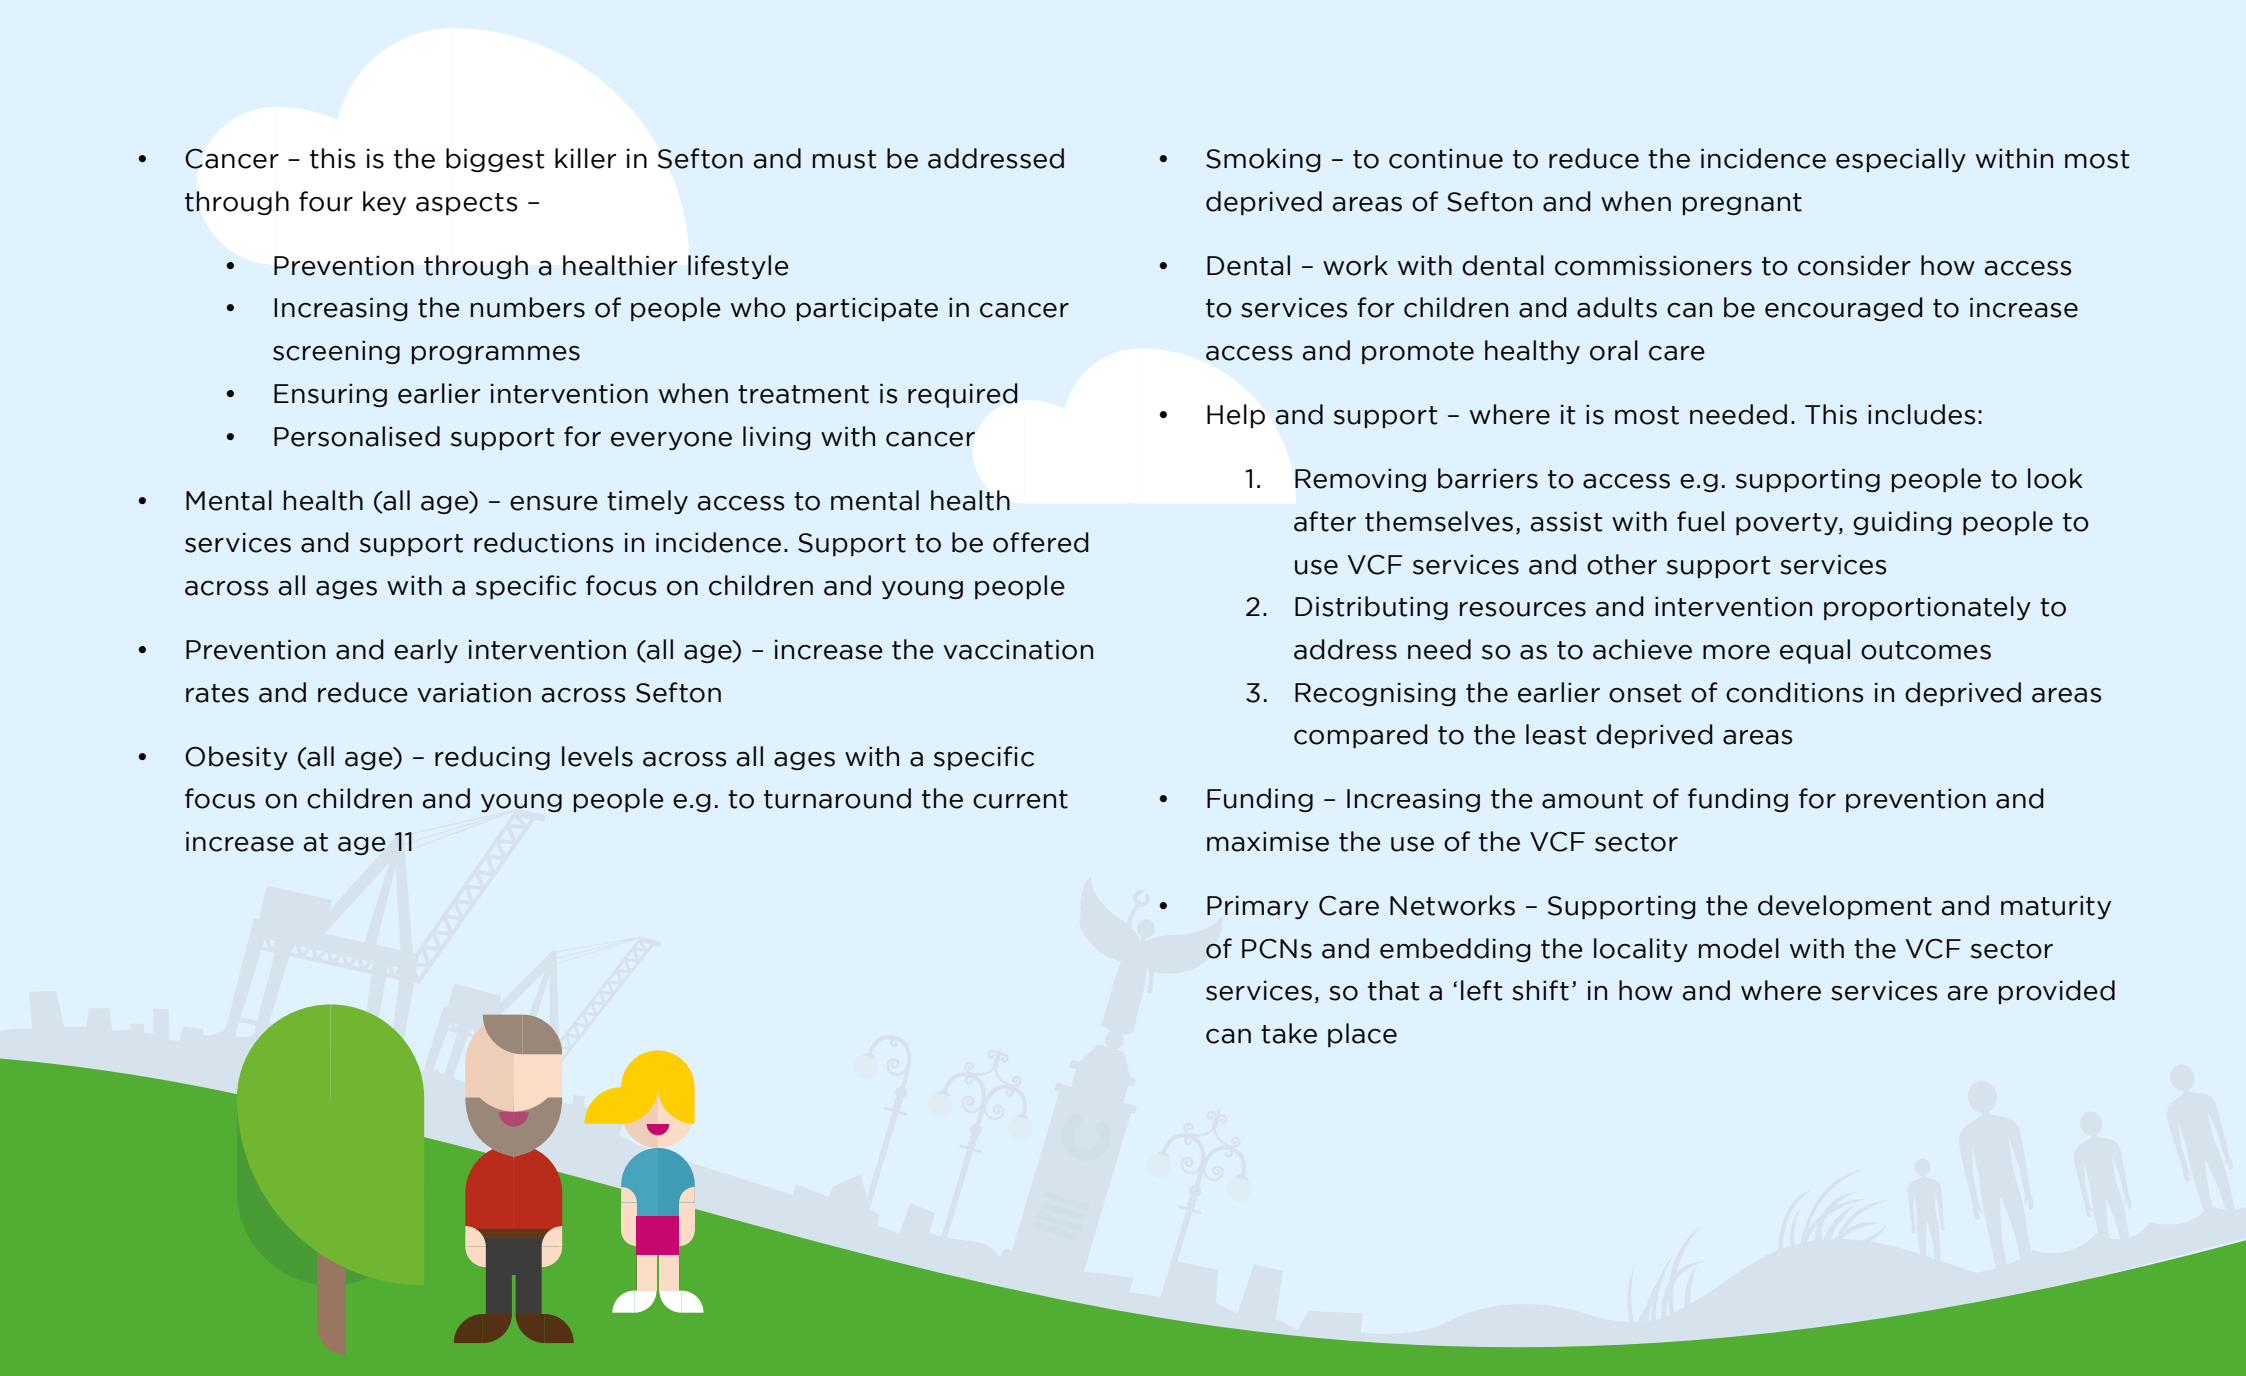 • Cancer – this is the biggest killer in Sefton and must be addressed
through four key aspects –
• Prevention through a healthier lifestyle
• Increasing the numbers of people who participate in cancer
screening programmes
• Ensuring earlier intervention when treatment is required
• Personalised support for everyone living with cancer
• Mental health (all age) – ensure timely access to mental health
services and support reductions in incidence. Support to be offered
across all ages with a specific focus on children and young people
• Prevention and early intervention (all age) – increase the vaccination
rates and reduce variation across Sefton
• Obesity (all age) – reducing levels across all ages with a specific
focus on children and young people e.g. to turnaround the current
increase at age 11
• Smoking – to continue to reduce the incidence especially within most
deprived areas of Sefton and when pregnant
• Dental – work with dental commissioners to consider how access
to services for children and adults can be encouraged to increase
access and promote healthy oral care
• Help and support – where it is most needed. This includes:
1. Removing barriers to access e.g. supporting people to look
after themselves, assist with fuel poverty, guiding people to
use VCF services and other support services
2. Distributing resources and intervention proportionately to
address need so as to achieve more equal outcomes
3. Recognising the earlier onset of conditions in deprived areas
compared to the least deprived areas
• Funding – Increasing the amount of funding for prevention and
maximise the use of the VCF sector
• Primary Care Networks – Supporting the development and maturity
of PCNs and embedding the locality model with the VCF sector
services, so that a ‘left shift’ in how and where services are provided
can take place